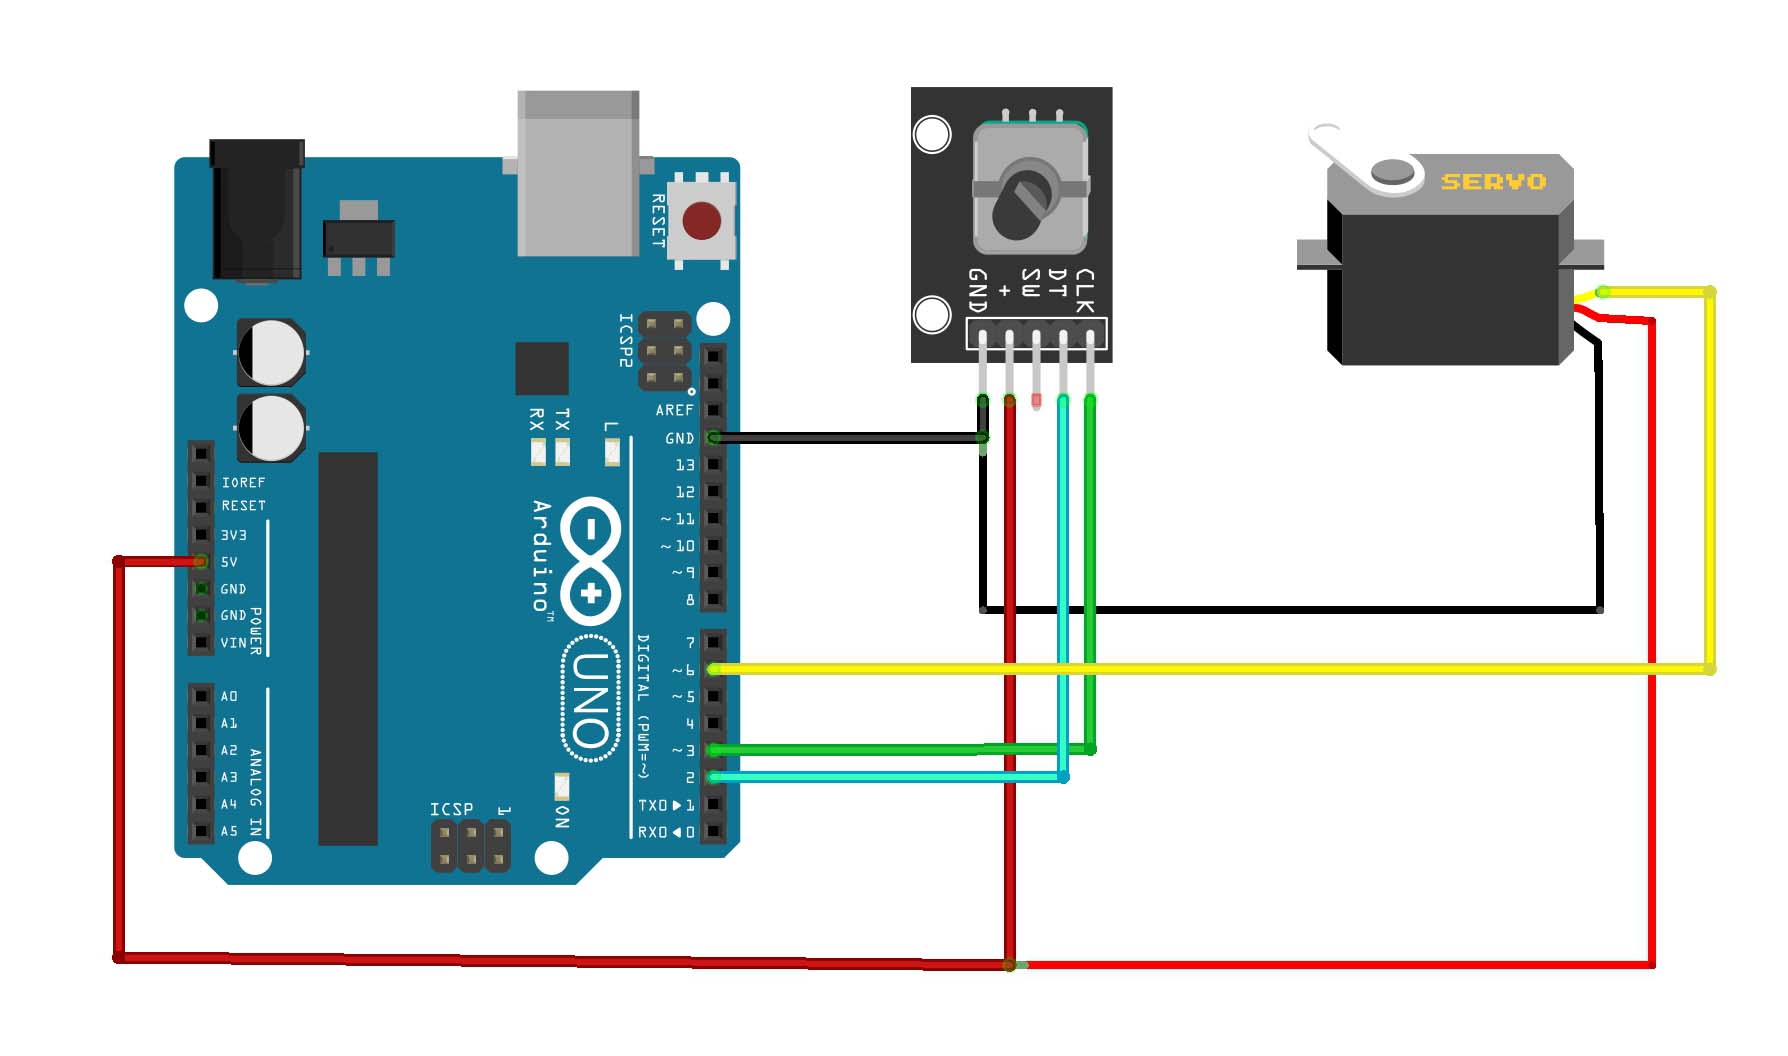 RESET
ICSP2
AREF
GND
13
12
~11
~10
~9
8
7
~6
~5
4
~3
2
TX0▶1
RX0◀0
DIGITAL (PWM=~)
RX
TX
L
Arduino™
UNO
IOREF
RESET
3V3
5V
GND
GND
VIN
POWER
A0
A1
A2
A3
A4
A5
ANALOG IN
ICSP
1
ON
GND
+
SW
DT
CLK
SERVO